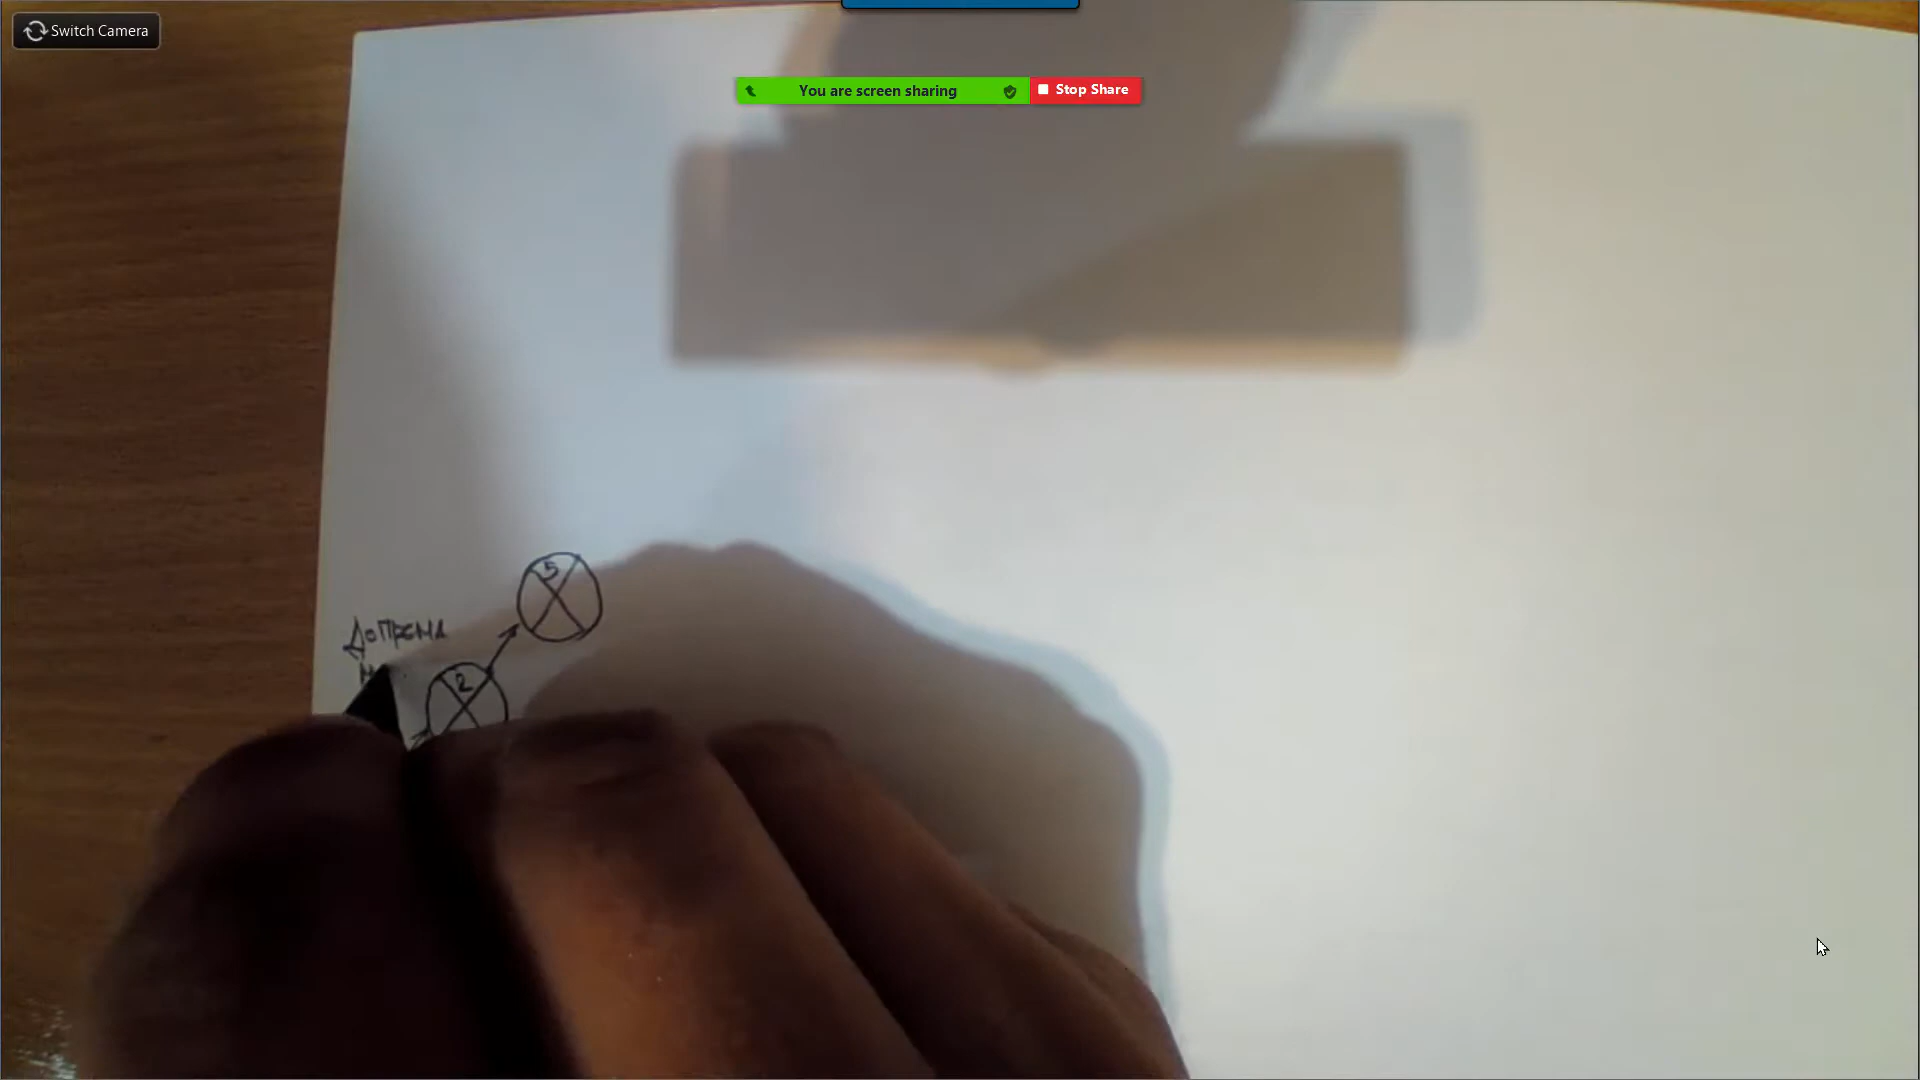 Switch Camera
You are screen sharing
Stop Share
5
Допрема
2